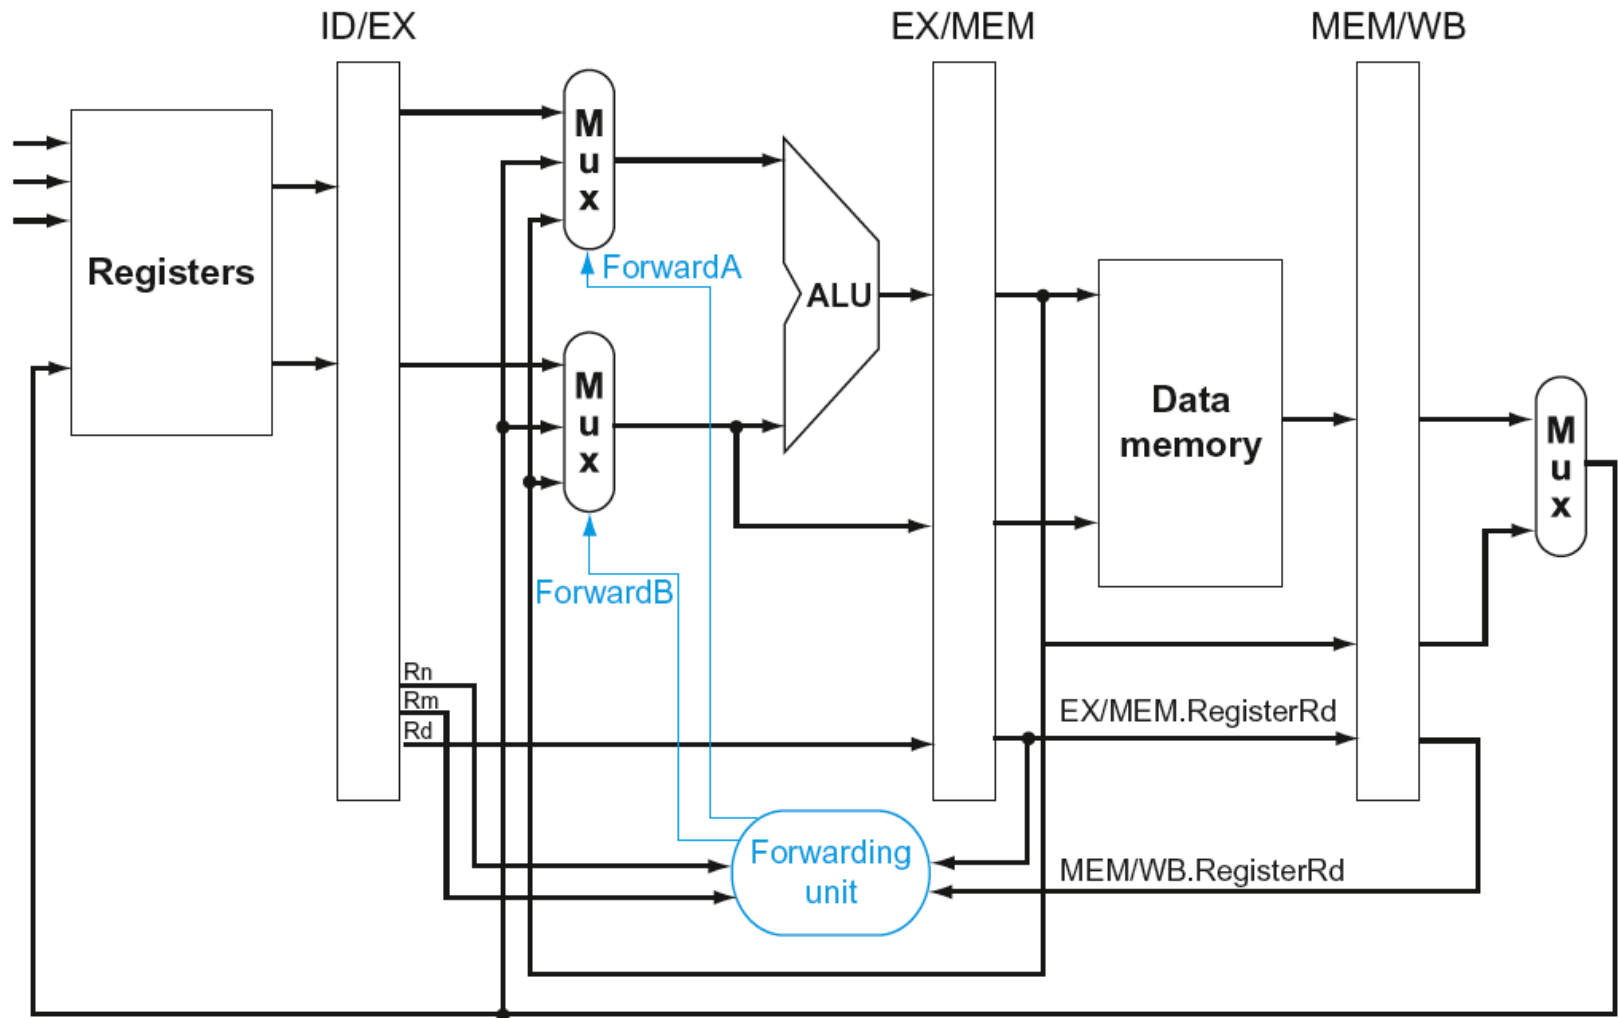 ID/EX
EX/MEM
MEM/WB
M
u
x
Registers
ForwardA
ALU
M
u
x
Data
memory
M
u
x
ForwardB
Rn
Rm
Rd
EX/MEM.RegisterRd
Forwarding
unit
MEM/WB.RegisterRd